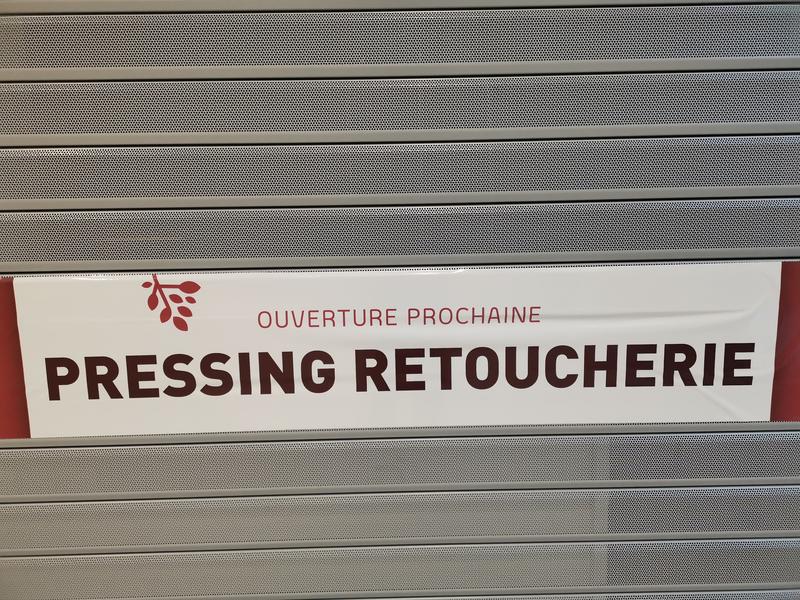 OUVERTURE PROCHAINE
PRESSING RETOUCHERIE